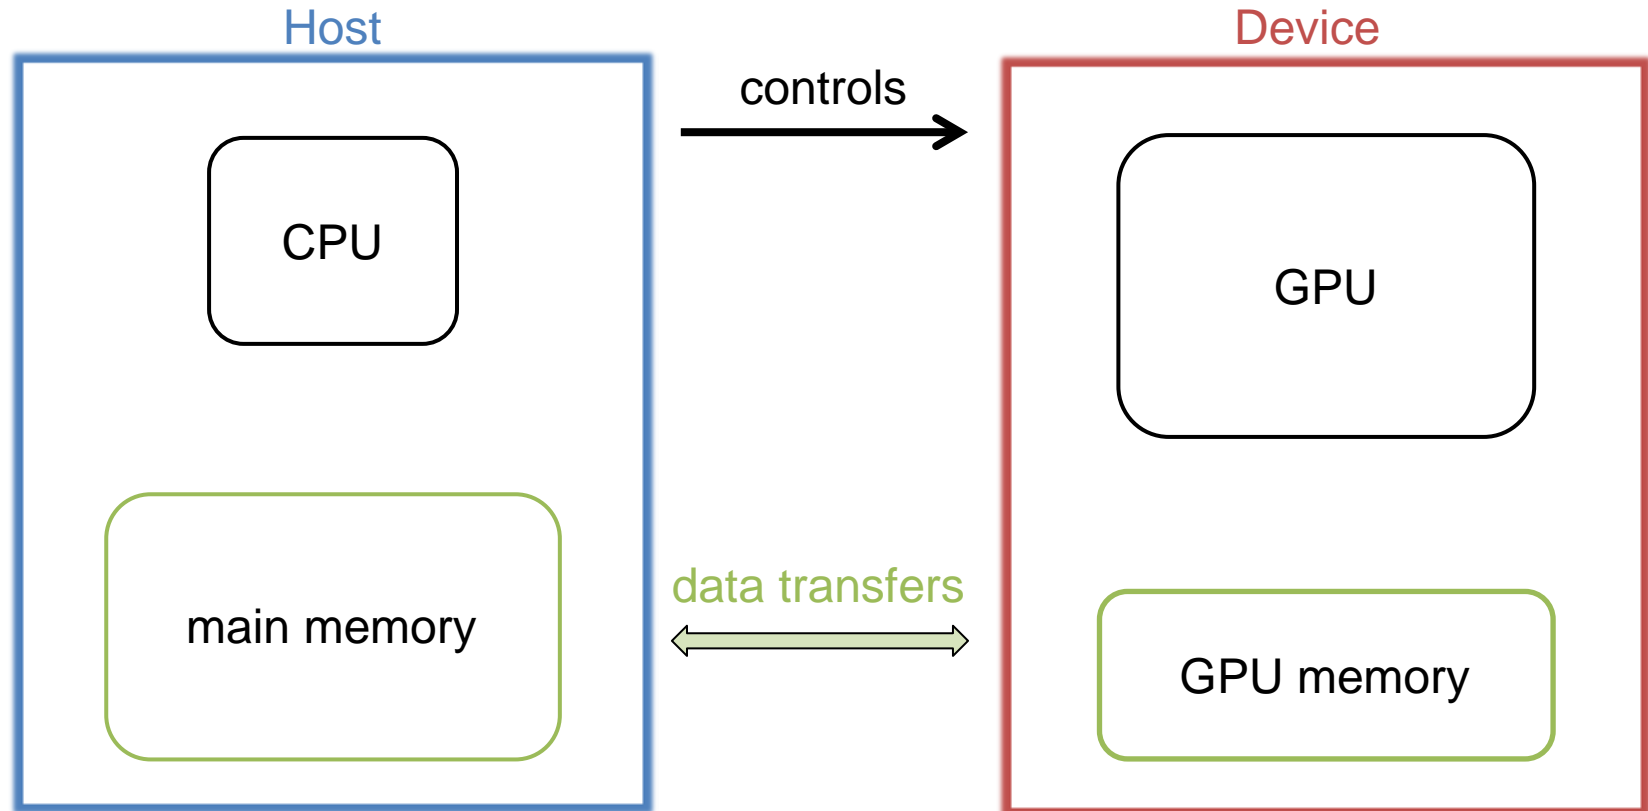 Host
Device
controls
CPU
GPU
data transfers
main memory
GPU memory